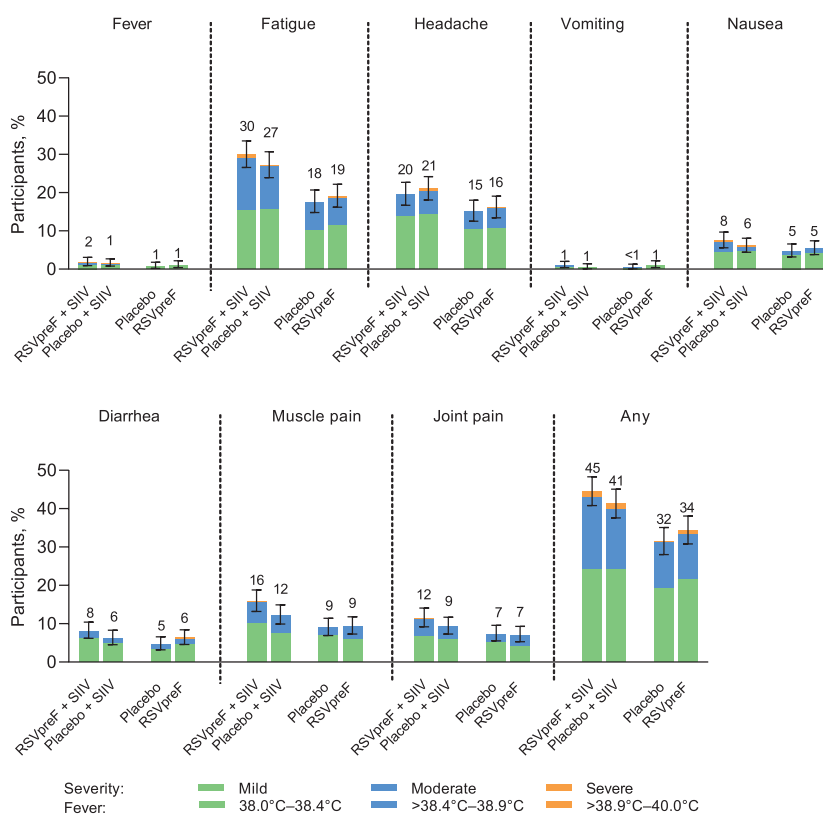 Fever Fatigue Headache Vomiting Nausea
Participants, %
50
40
30
20
10
0
2 1 1 1
30 27 18 19
20 21 15 16
1 1 <1 1
8 6 5 5
RSVpreF + SIIV Placebo + SIIV Placebo RSVpreF
RSVpreF + SIIV Placebo + SIIV Placebo RSVpreF
RSVpreF + SIIV Placebo + SIIV Placebo RSVpreF
RSVpreF + SIIV Placebo + SIIV Placebo RSVpreF
RSVpreF + SIIV Placebo + SIIV Placebo RSVpreF
Diarrhea Muscle pain Joint pain Any
Participants, %
50
40
30
20
10
0
8 6 5 6
16 12 9 9
12 9 7 7
45 41 32 34
RSVpreF + SIIV Placebo + SIIV Placebo RSVpreF
RSVpreF + SIIV Placebo + SIIV Placebo RSVpreF
RSVpreF + SIIV Placebo + SIIV Placebo RSVpreF
RSVpreF + SIIV Placebo + SIIV Placebo RSVpreF
Severity: Mild Moderate Severe
Fever: 38.0°C–38.4°C >38.4°C–38.9°C >38.9°C–40.0°C